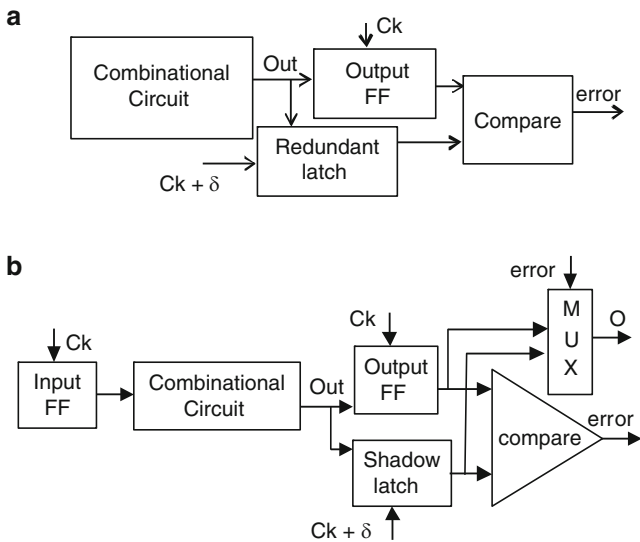 a
Ck
Combinational
Circuit
Out
Output
FF
Compare
error
Redundant
latch
Ck + δ
b
error
M
U
X
O
Ck
Ck
Input
FF
Combinational
Circuit
Out
Output
FF
compare
error
Shadow
latch
Ck + δ